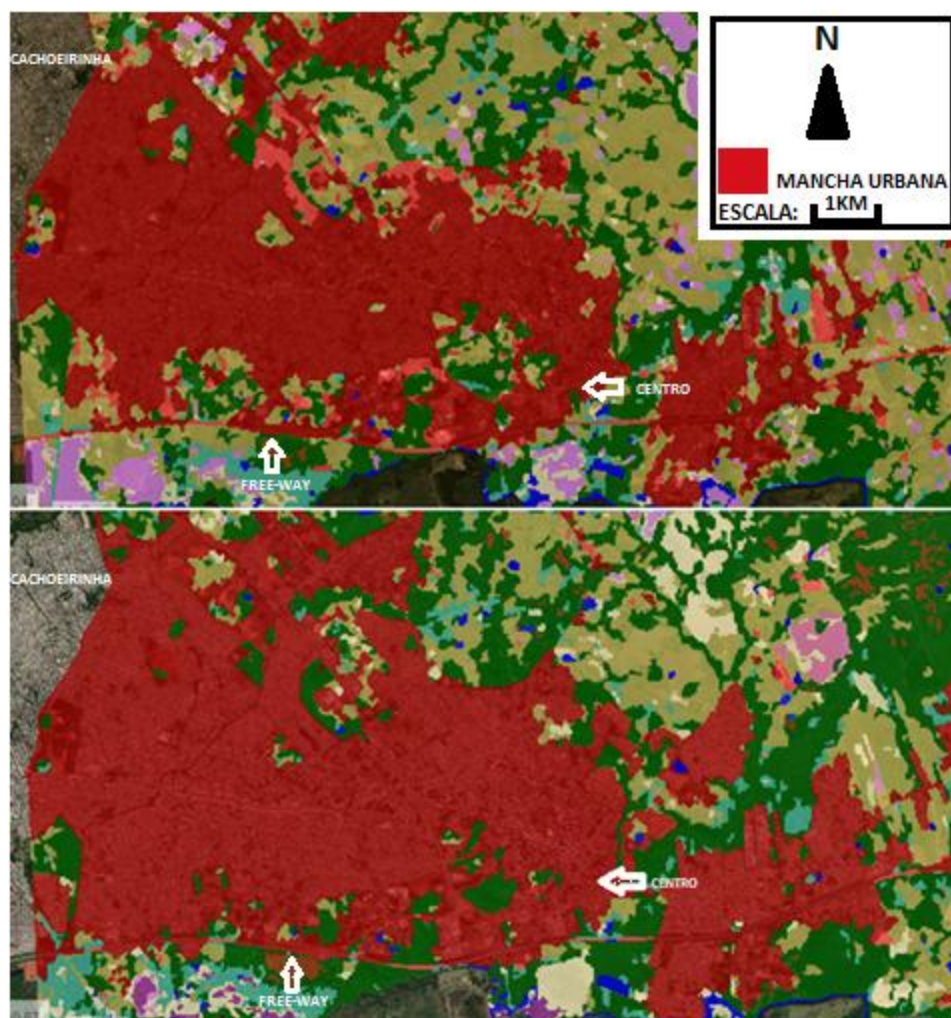 CACHOEIRINHA
N
MANCHA URBANA
ESCALA: 1KM
CENTRO
FREE-WAY
CACHOEIRINHA
CENTRO
FREE-WAY